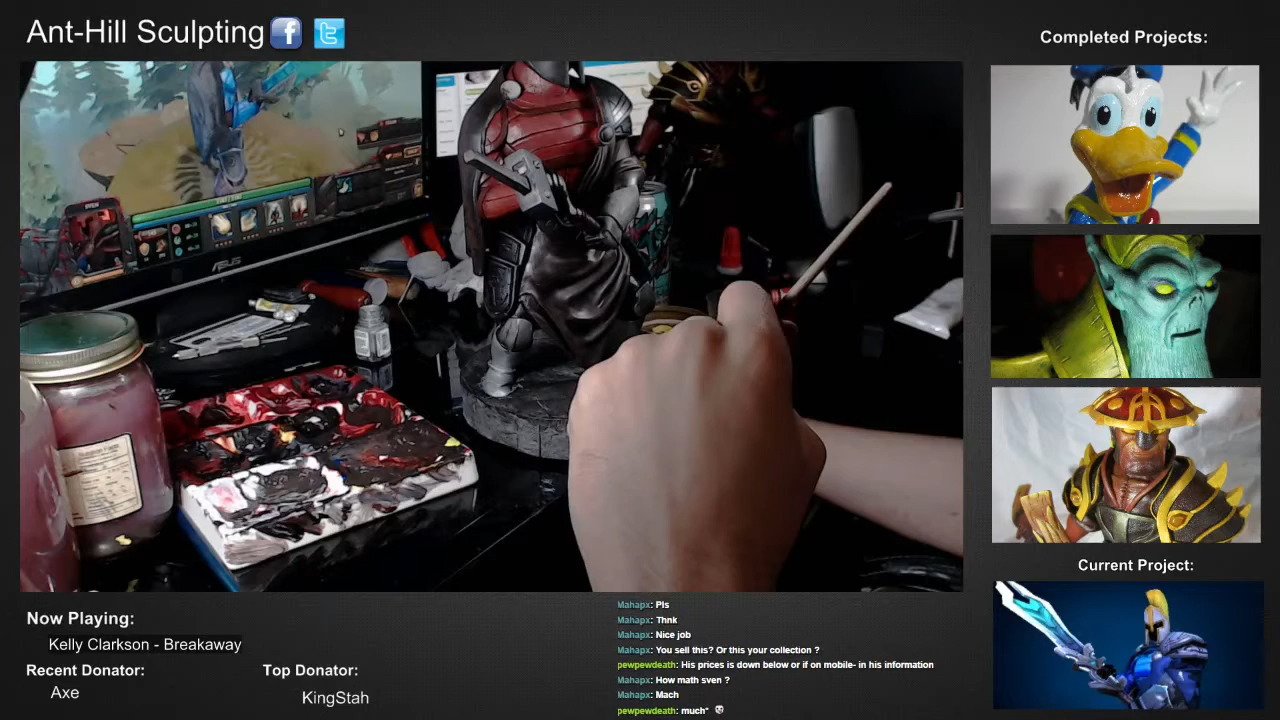 Ant-Hill Sculpting
Completed Projects:
ASUS
Current Project:
Now Playing:
Kelly Clarkson - Breakaway
Recent Donator:
Axe
Top Donator:
KingStah
Mahapx: Pls
Mahapx: Thnk
Mahapx: Nice job
Mahapx: You sell this? Or this your collection ?
pewpewdeath: His prices is down below or if on mobile- in his information
Mahapx: How math sven ?
Mahapx: Mach
pewpewdeath: much*